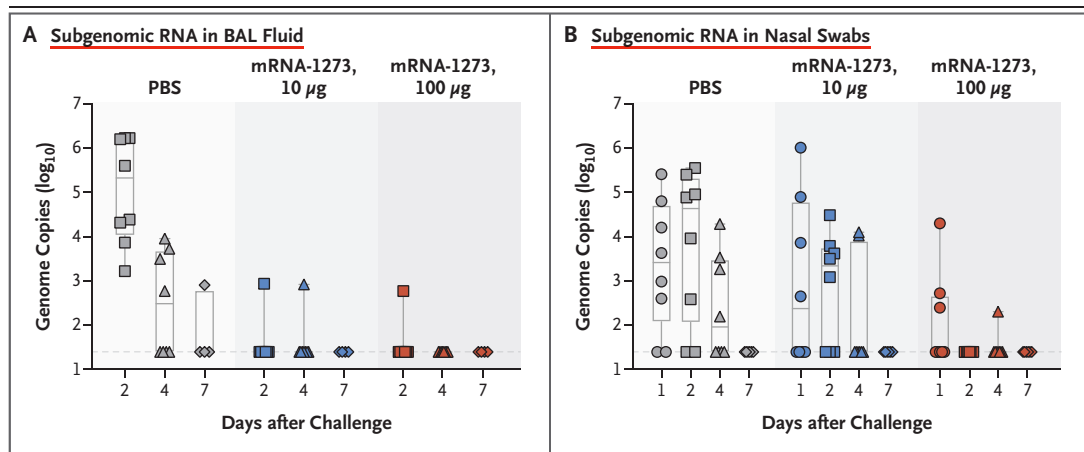 A Subgenomic RNA in BAL Fluid
PBS
mRNA-1273,
10 µg
mRNA-1273,
100 µg
Genome Copies (log10)
7
6
5
4
3
2
1
2 4 7 2 4 7 2 4 7
Days after Challenge
B Subgenomic RNA in Nasal Swabs
PBS
mRNA-1273,
10 µg
mRNA-1273,
100 µg
Genome Copies (log10)
7
6
5
4
3
2
1
1 2 4 7 1 2 4 7 1 2 4 7
Days after Challenge